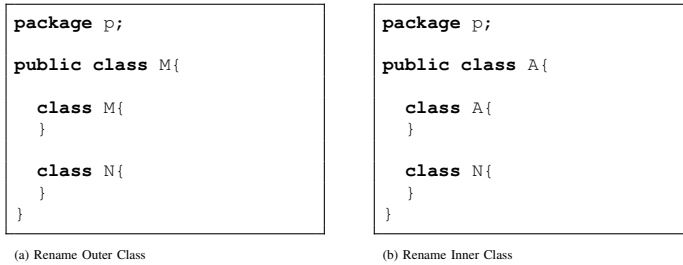 package p;
public class M{
class M{
}
class N{
}
}
(a) Rename Outer Class
package p;
public class A{
class A{
}
class N{
}
}
(b) Rename Inner Class